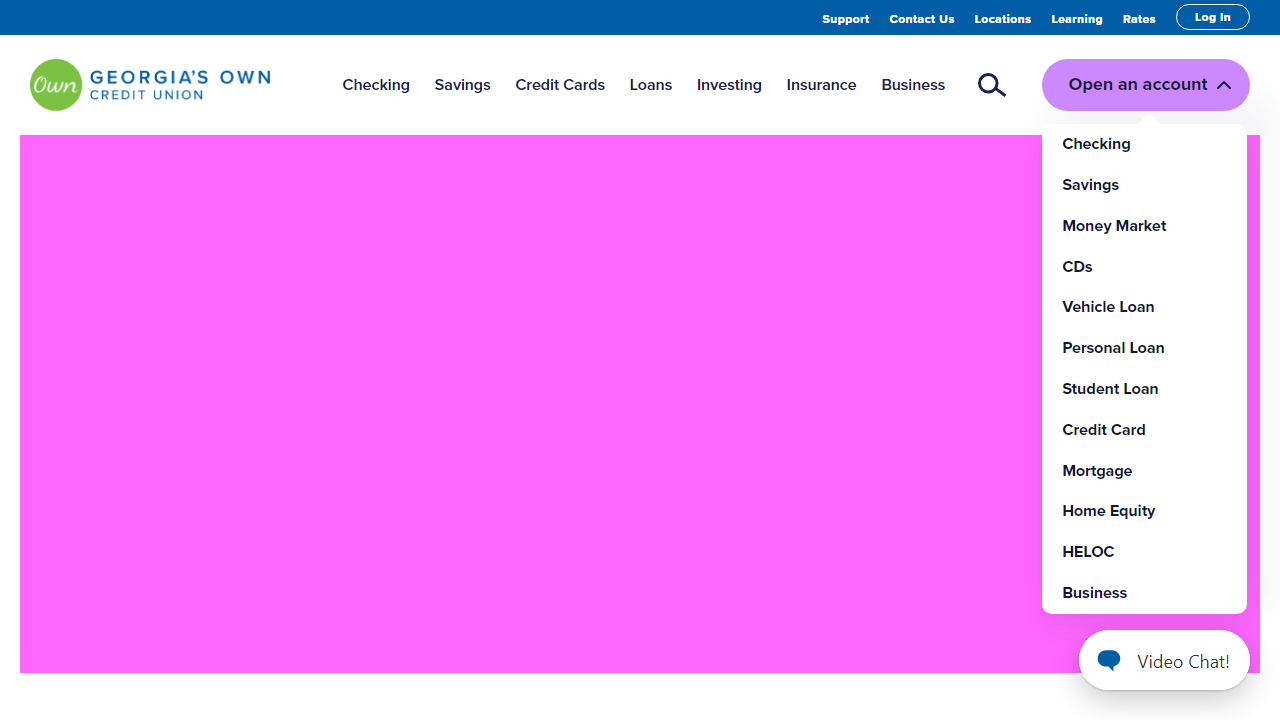 Support Contact Us Locations Learning Rates Log In
Own GEORGIA'S OWN
CREDIT UNION
Checking Savings Credit Cards Loans Investing Insurance Business Open an account
Checking
Savings
Money Market
CDs
Vehicle Loan
Personal Loan
Student Loan
Credit Card
Mortgage
Home Equity
HELOC
Business
Video Chat!